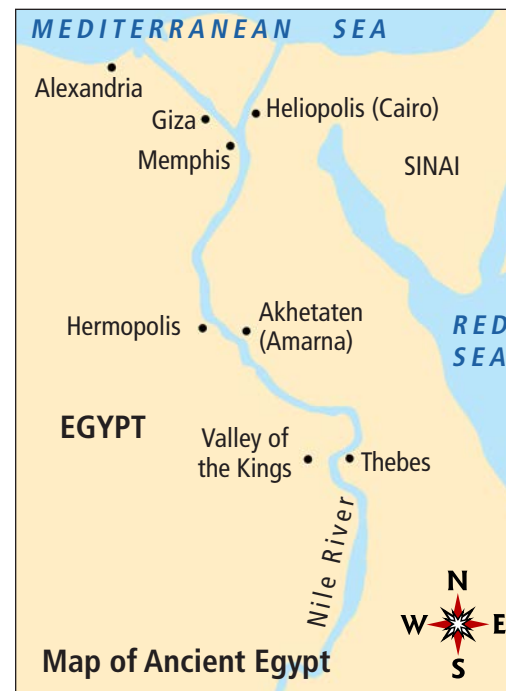 MEDITERRANEAN SEA
Alexandria
Giza
Heliopolis (Cairo)
Memphis
SINAI
Hermopolis
Akhetaten
(Amarna)
RED
SEA
EGYPT
Valley of
the Kings
Thebes
Nile River
N
W
E
S
Map of Ancient Egypt